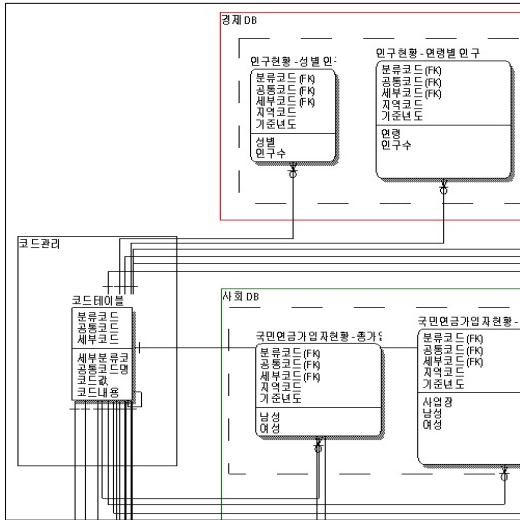 경제 DB
인구현황 -성별 인
분류코드 (FK)
공통코드 (FK)
세부코드 (FK)
지역코드
기준년도
성별
인구수
인구현황 - 연령별 인구
분류코드 (FK)
공통코드 (FK)
세부코드 (FK)
지역코드
기준년도
연령
인구수
코드관리
코드테이블
분류코드
공통코드
세부코드
세부분류코
공통코드명
코드값
코드내용
사회 DB
국민연금가입자현황 -총가입
분류코드 (FK)
공통코드 (FK)
세부코드 (FK)
지역코드
기준년도
남성
여성
국민연금가입자현황 -
분류코드 (FK)
공통코드 (FK)
세부코드 (FK)
지역코드
기준년도
사업장
남성
여성